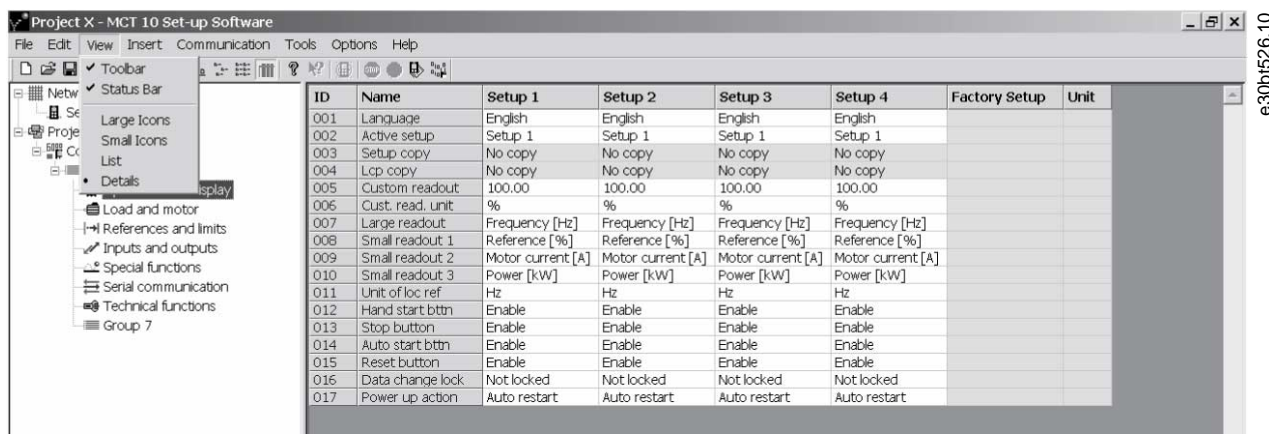 Project X - MCT 10 Set-up Software
File Edit View Insert Communication Tools Options Help
Toolbar
Status Bar
Large Icons
Small Icons
List
Details
Netw
Se
Proje
Load and motor
References and limits
Inputs and outputs
Special functions
Serial communication
Technical functions
Group 7
ID Name Setup 1 Setup 2 Setup 3 Setup 4 Factory Setup Unit
001 Language English English English English
002 Active setup Setup 1 Setup 1 Setup 1 Setup 1
003 Setup copy No copy No copy No copy No copy
004 Lcp copy No copy No copy No copy No copy
005 Custom readout 100.00 100.00 100.00 100.00
006 Cust. read. unit % % % %
007 Large readout Frequency [Hz] Frequency [Hz] Frequency [Hz] Frequency [Hz]
008 Small readout 1 Reference [%] Reference [%] Reference [%] Reference [%]
009 Small readout 2 Motor current [A] Motor current [A] Motor current [A] Motor current [A]
010 Small readout 3 Power [kW] Power [kW] Power [kW] Power [kW]
011 Unit of loc ref Hz Hz Hz Hz
012 Hand start bttn Enable Enable Enable Enable
013 Stop button Enable Enable Enable Enable
014 Auto start bttn Enable Enable Enable Enable
015 Reset button Enable Enable Enable Enable
016 Data change lock Not locked Not locked Not locked Not locked
017 Power up action Auto restart Auto restart Auto restart Auto restart
e30bt526.10